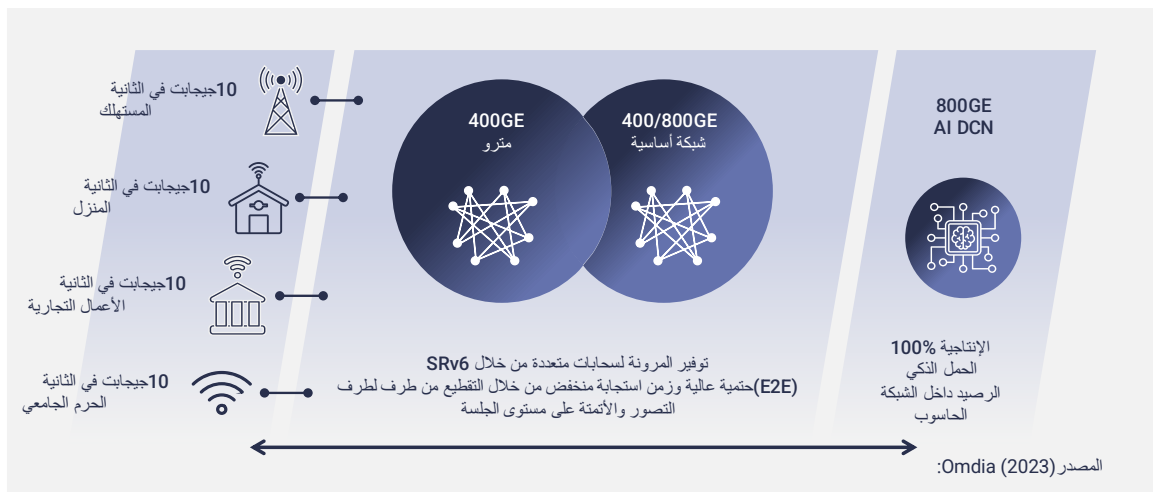 10جيجابت في الثانية
المستهلك
10جيجابت في الثانية
المنزل
10جيجابت في الثانية
الأعمال التجارية
10جيجابت في الثانية
الحرم الجامعي
400GE
مترو
400/800GE
شبكة أساسية
توفير المرونة لسحابات متعددة من خلال SRv6
(E2E)حتمية عالية وزمن استجابة منخفض من خلال التقطيع من طرف لطرف
التصور والأتمتة على مستوى الجلسة
800GE
AI DCN
الإنتاجية 100%
الحمل الذكي
الرصيد داخل الشبكة
الحاسوب
المصدر Omdia (2023):